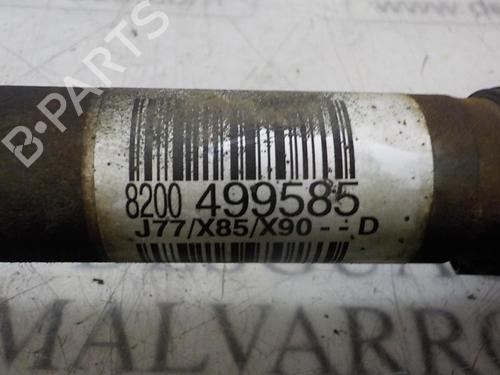 B-PARTS
8200 499585
J77/X85/X90 -- D
MALVARRO